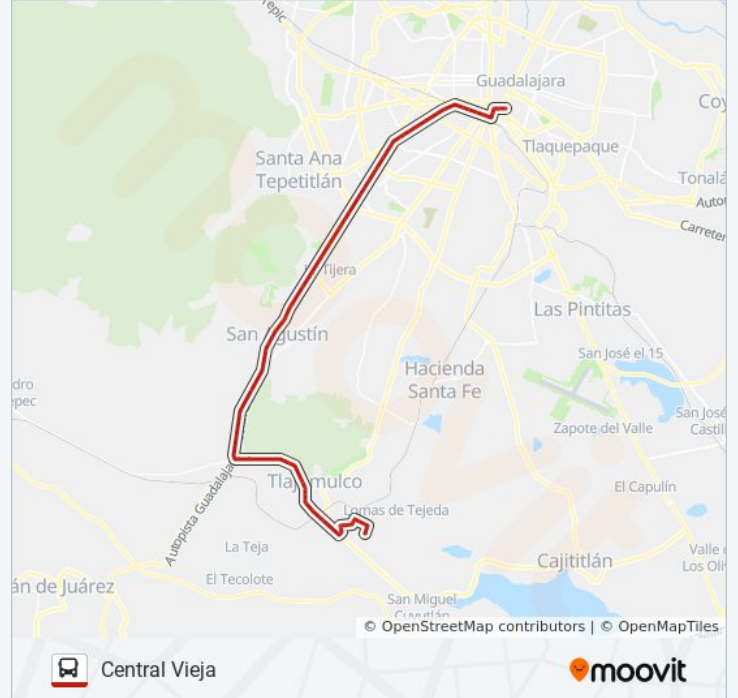 Tepic
Guadalajara
Coy
Tlaquepaque
Santa Ana
Tepetitlán
Tonalá
Autor
Carreter
Tijera
Las Pintitas
San Agustín
San José el 15
Hacienda
Santa Fe
dro
epec
San José
Castill
Zapote del Valle
Autopista Guadalaja
Tlajomulco
El Capulín
Lomas de Tejeda
La Teja
Valle
Los Oliv
Cajititlán
El Tecolote
án de Juárez
San Miguel
Cuyutlán
© OpenStreetMap contributors | © OpenMapTiles
Central Vieja
moovit